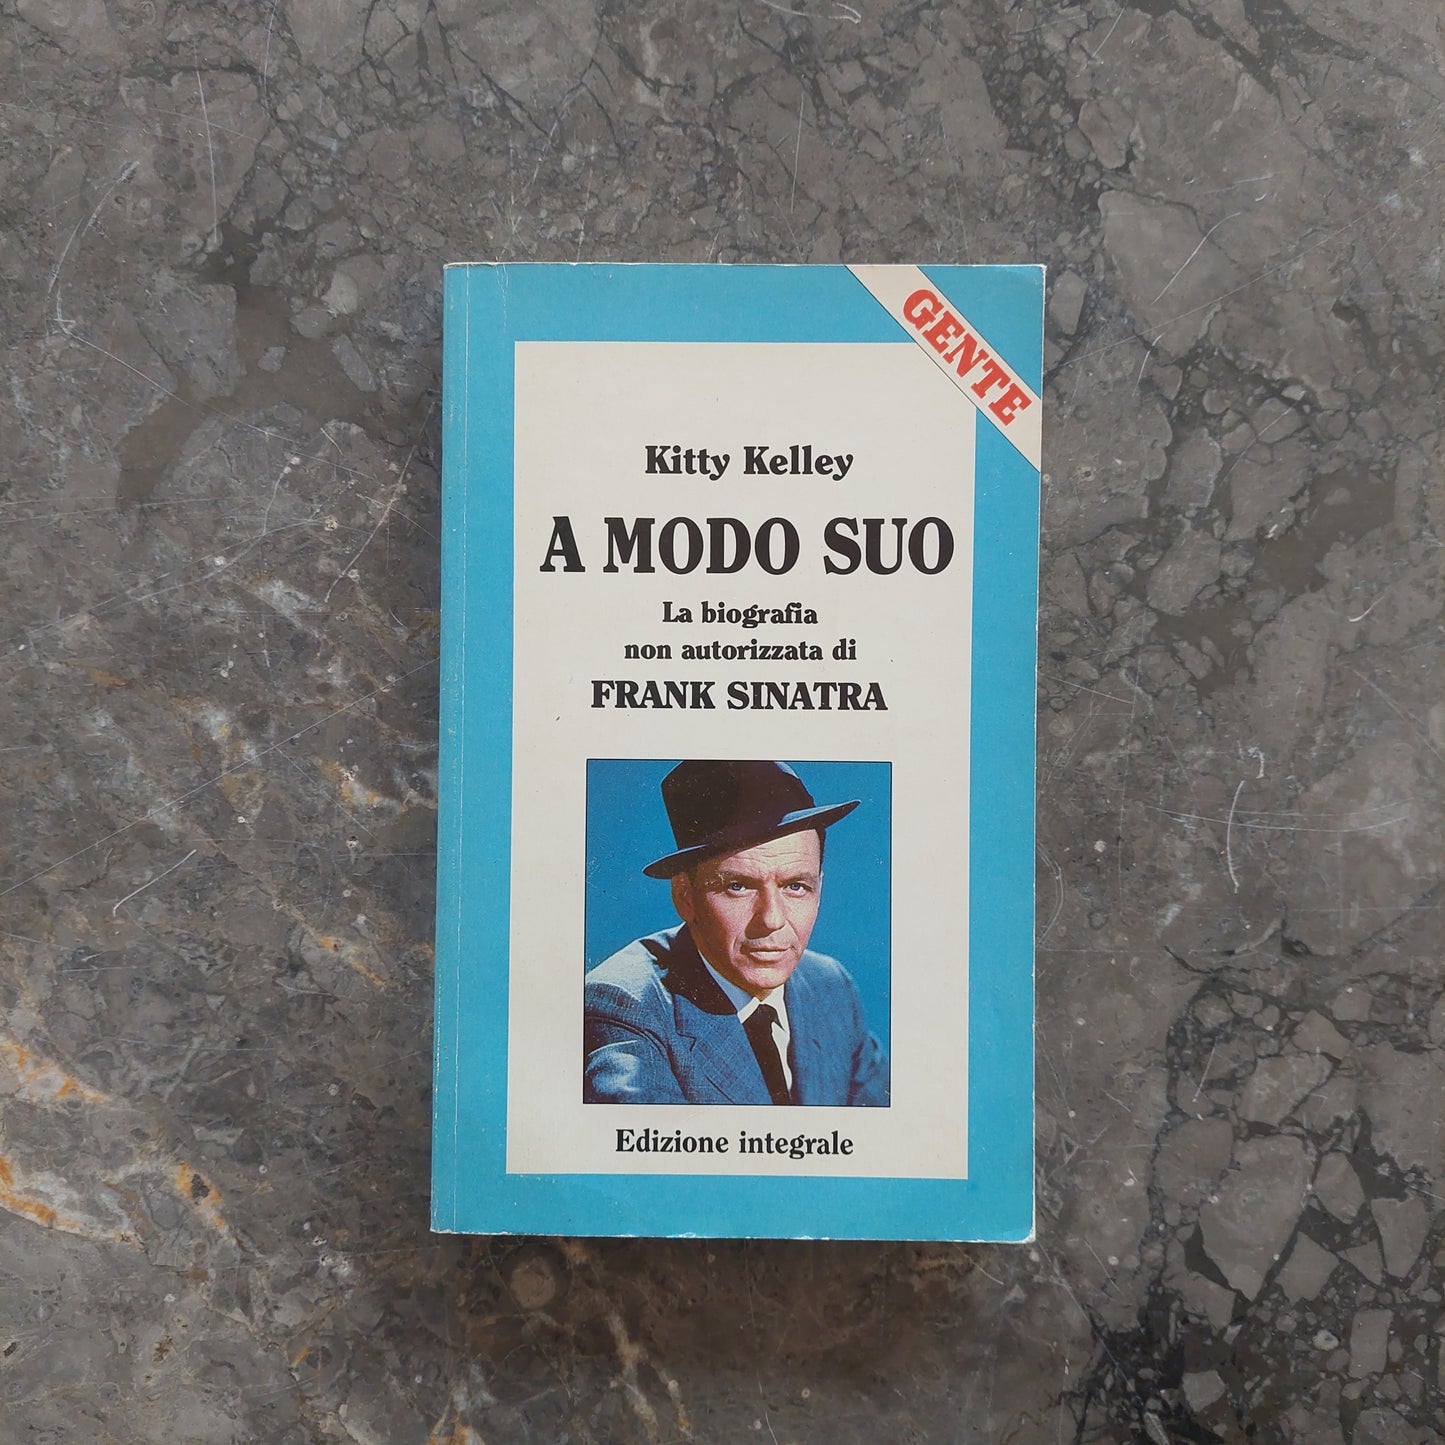 GENTE
Kitty Kelley
A MODO SUO
La biografia
non autorizzata di
FRANK SINATRA
Edizione integrale